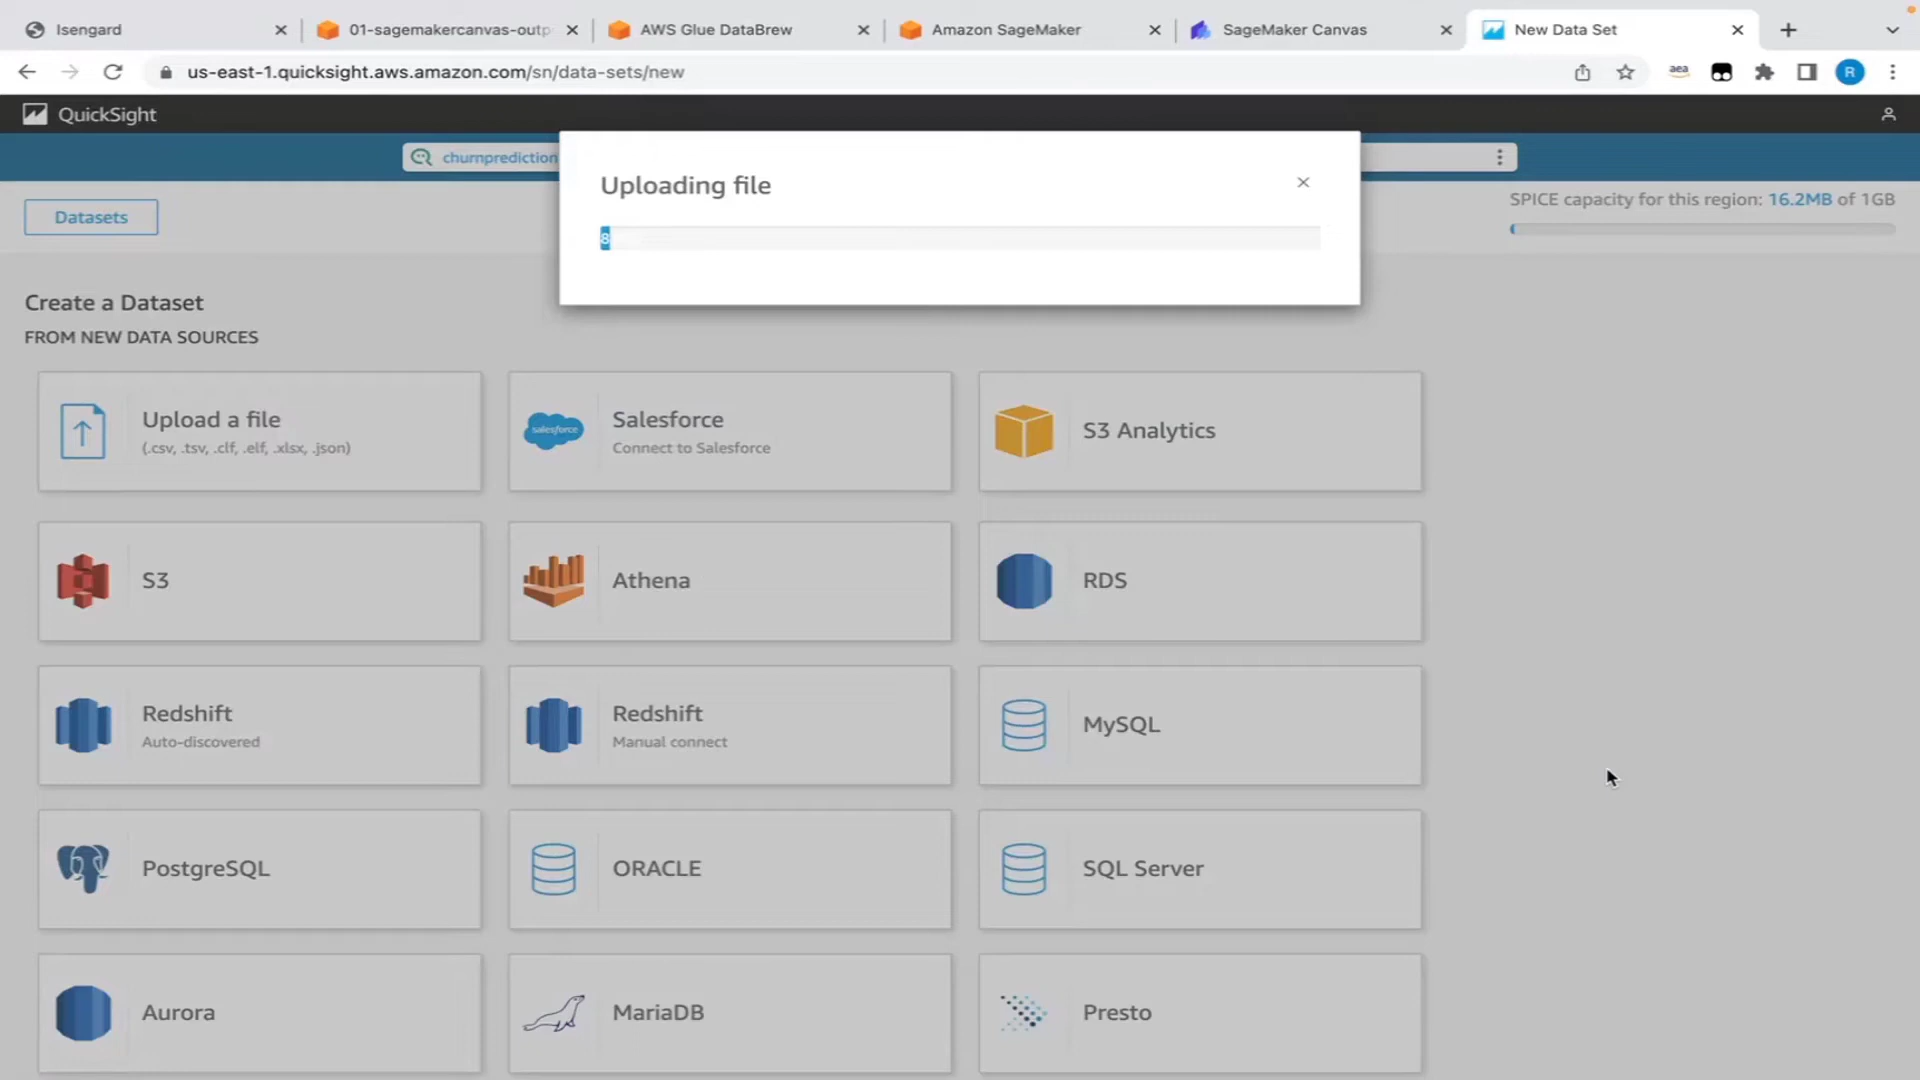 Isengard
01-sagemakercanvas-outp
AWS Glue DataBrew
Amazon SageMaker
SageMaker Canvas
New Data Set
us-east-1.quicksight.aws.amazon.com/sn/data-sets/new
aea
R
QuickSight
churnprediction
Uploading file
8
Datasets
SPICE capacity for this region: 16.2MB of 1GB
Create a Dataset
FROM NEW DATA SOURCES
Upload a file
(.csv, .tsv, .clf, .elf, .xlsx, .json)
salesforce
Salesforce
Connect to Salesforce
S3 Analytics
S3
Athena
RDS
Redshift
Auto-discovered
Redshift
Manual connect
MySQL
PostgreSQL
ORACLE
SQL Server
Aurora
MariaDB
Presto